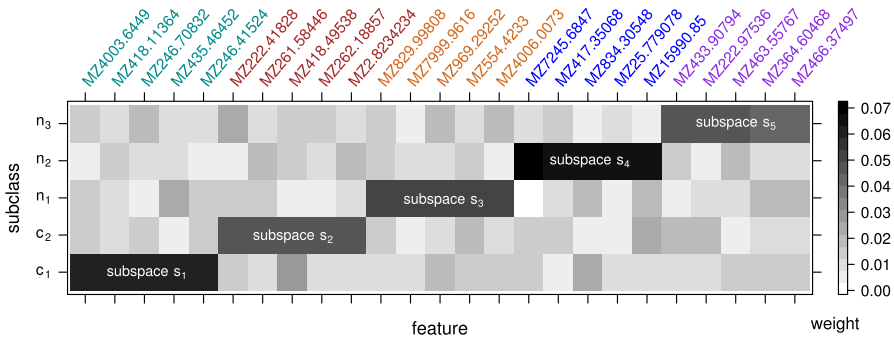 MZ4003.6449
MZ418.11364
MZ246.70832
MZ435.46452
MZ246.41524
MZ222.41828
MZ261.58446
MZ418.49538
MZ262.18857
MZ2.8234234
MZ829.99808
MZ7999.9616
MZ969.29252
MZ554.4233
MZ4006.0073
MZ7245.6847
MZ417.35068
MZ834.30548
MZ25.779078
MZ15990.85
MZ433.90794
MZ222.97536
MZ463.55767
MZ364.60468
MZ466.37497
subclass
n3
n2
n1
c2
c1
subspace s5
subspace s4
subspace s3
subspace s2
subspace s1
feature
0.07
0.06
0.05
0.04
0.03
0.02
0.01
0.00
weight